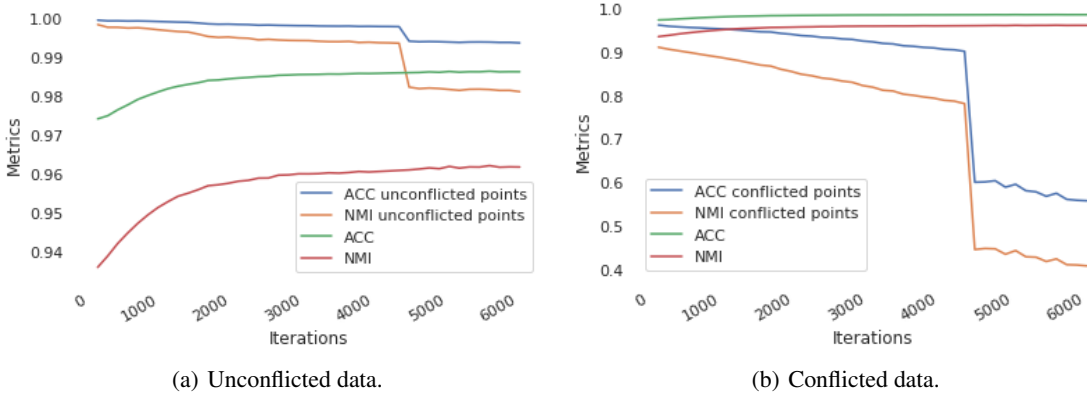 1.00
0.99
0.98
0.97
0.96
0.95
0.94
Metrics
ACC unconflicted points
NMI unconflicted points
ACC
NMI
0
1000
2000
3000
4000
5000
6000
Iterations
(a) Unconflicted data.
1.0
0.9
0.8
0.7
0.6
0.5
0.4
Metrics
ACC conflicted points
NMI conflicted points
ACC
NMI
0
1000
2000
3000
4000
5000
6000
Iterations
(b) Conflicted data.